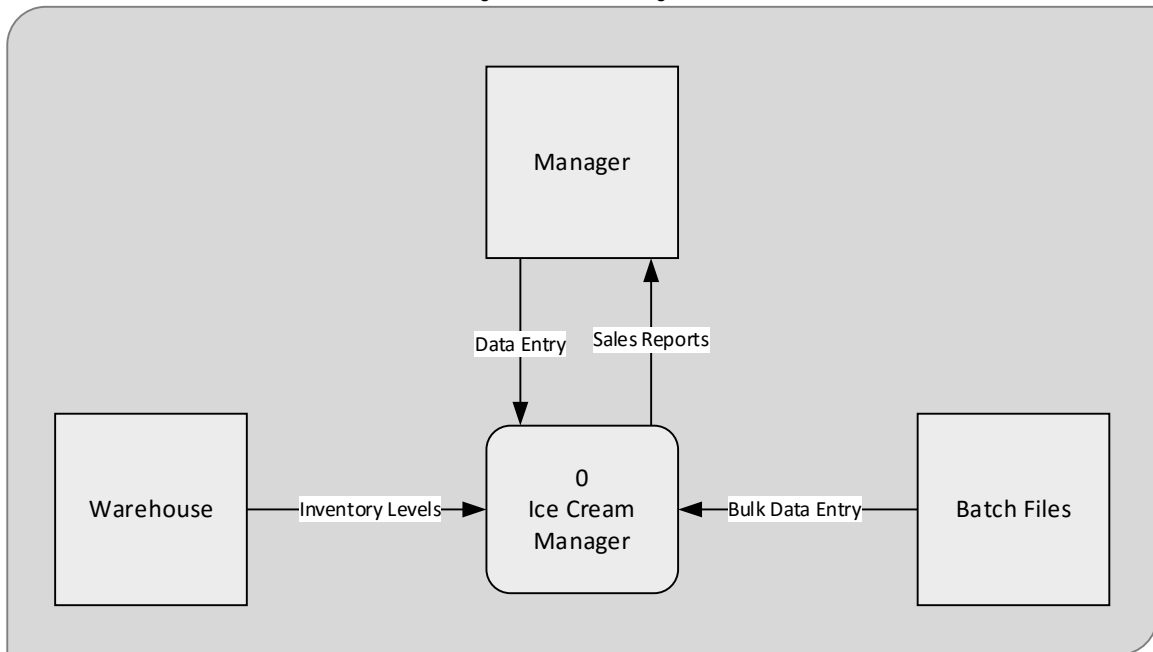 Manager
Data Entry
Sales Reports
Warehouse
Inventory Levels
0
Ice Cream
Manager
Bulk Data Entry
Batch Files